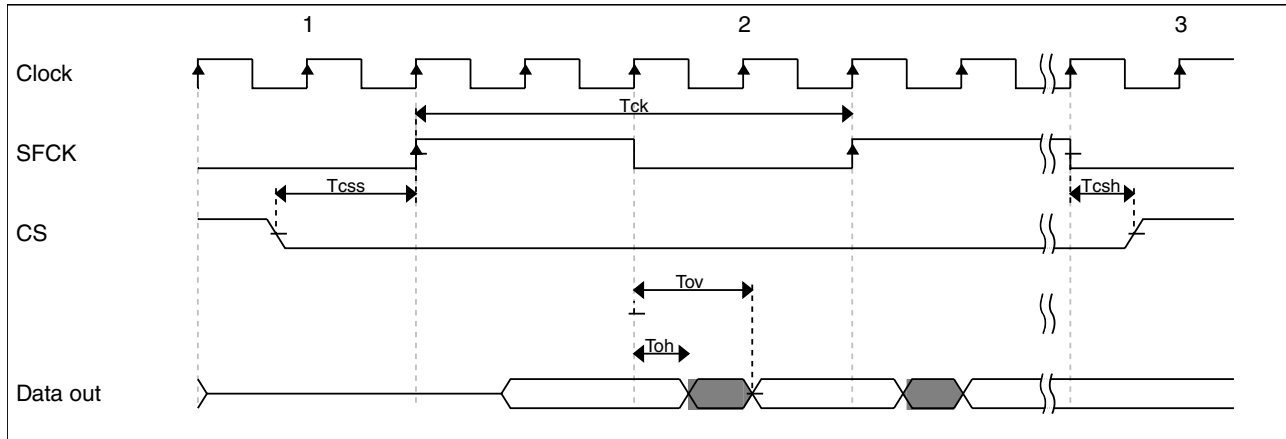 1 2 3
Clock
Tck
SFCK
Tcss Tcsh
CS
Tov
Toh
Data out